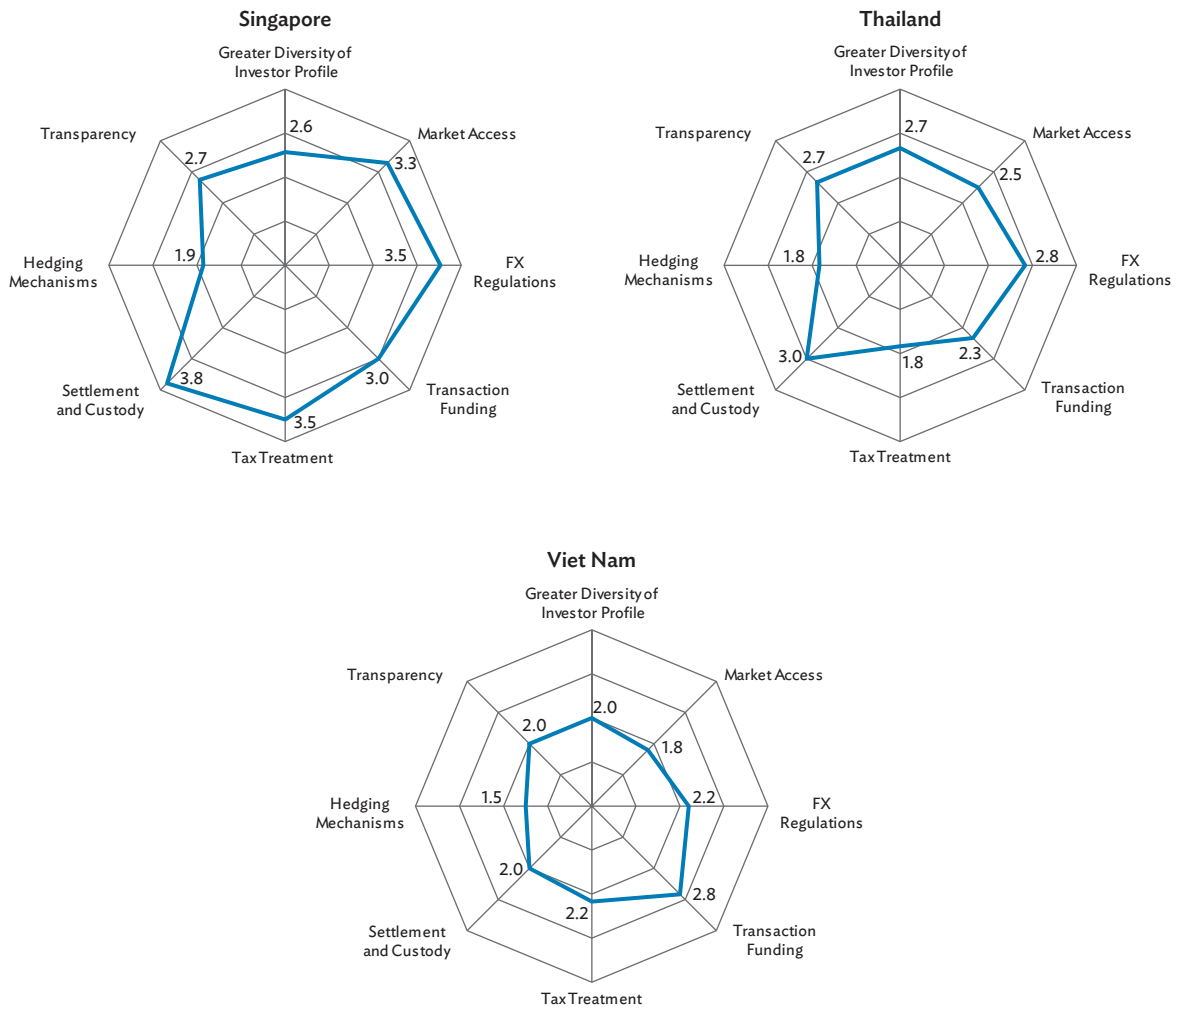 Singapore
Greater Diversity of
Investor Profile
Transparency
Market Access
2.6
2.7
3.3
Hedging
Mechanisms
1.9
3.5
FX
Regulations
Settlement
and Custody
3.8
3.0
Transaction
Funding
3.5
Tax Treatment
Thailand
Greater Diversity of
Investor Profile
Transparency
Market Access
2.7
2.7
2.5
Hedging
Mechanisms
1.8
2.8
FX
Regulations
Settlement
and Custody
3.0
1.8
2.3
Transaction
Funding
Tax Treatment
Viet Nam
Greater Diversity of
Investor Profile
Transparency
Market Access
2.0
2.0
1.8
Hedging
Mechanisms
1.5
2.2
FX
Regulations
2.0
2.8
2.2
Settlement
and Custody
Transaction
Funding
Tax Treatment